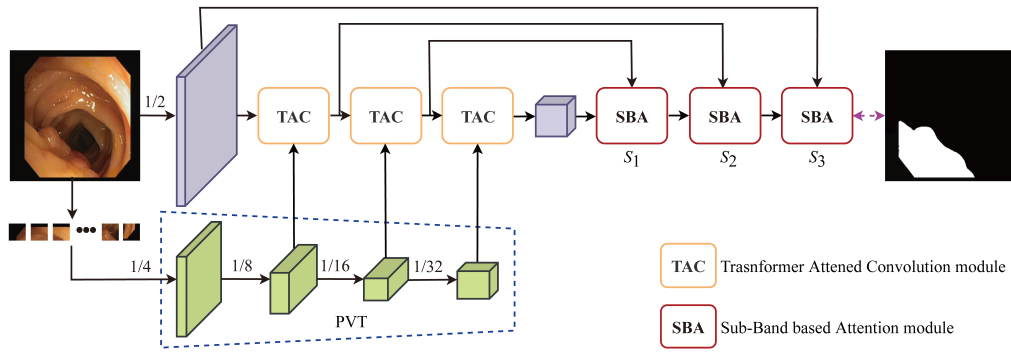 1/2
TAC
TAC
TAC
SBA
SBA
SBA
S1
S2
S3
1/4
1/8
1/16
1/32
PVT
TAC Trasnformer Attened Convolution module
SBA Sub-Band based Attention module